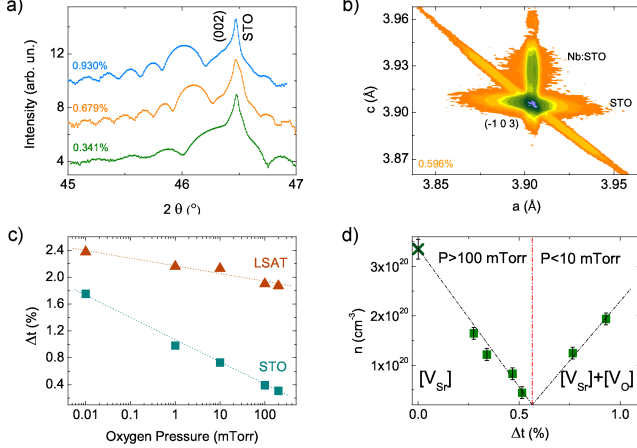 a)
Intensity (arb. un.)
12
8
4
0.930%
0.679%
0.341%
(002)
STO
45
46
47
2 θ (°)
b)
c (Å)
3.96
3.93
3.90
3.86
Nb:STO
STO
(-1 0 3)
0.596%
3.85
3.90
3.95
a (Å)
c)
Δt (%)
2.8
2.4
2.0
1.6
1.2
0.8
0.4
LSAT
STO
0.01
0.1
1
10
100
Oxygen Pressure (mTorr)
d)
n (cm⁻³)
3x10²⁰
2x10²⁰
1x10²⁰
P>100 mTorr
P<10 mTorr
[V_Sr]
[V_Sr]+[V_O]
0.0
0.5
1.0
Δt (%)